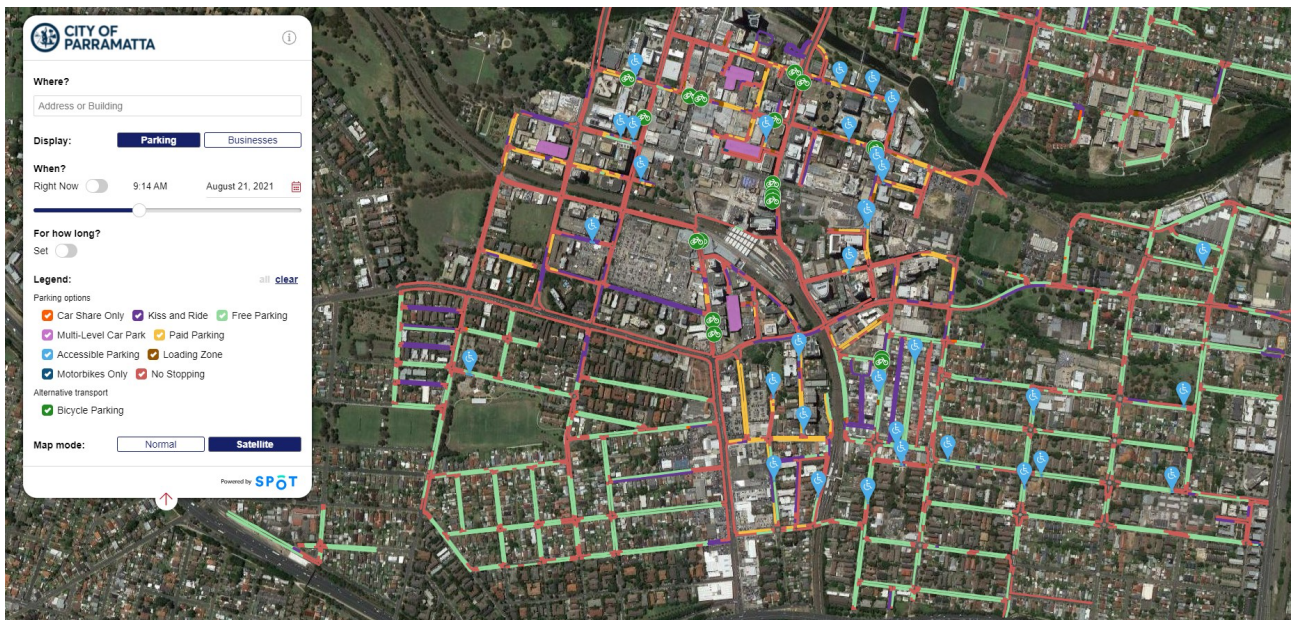 CITY OF
PARRAMATTA
Where?
Address or Building
Display:
Parking
Businesses
When?
Right Now
9:14 AM
August 21, 2021
For how long?
Set
Legend:
all clear
Parking options
Car Share Only
Kiss and Ride
Free Parking
Multi-Level Car Park
Paid Parking
Accessible Parking
Loading Zone
Motorbikes Only
No Stopping
Alternative transport
Bicycle Parking
Map mode:
Normal
Satellite
Powered by SPŌT